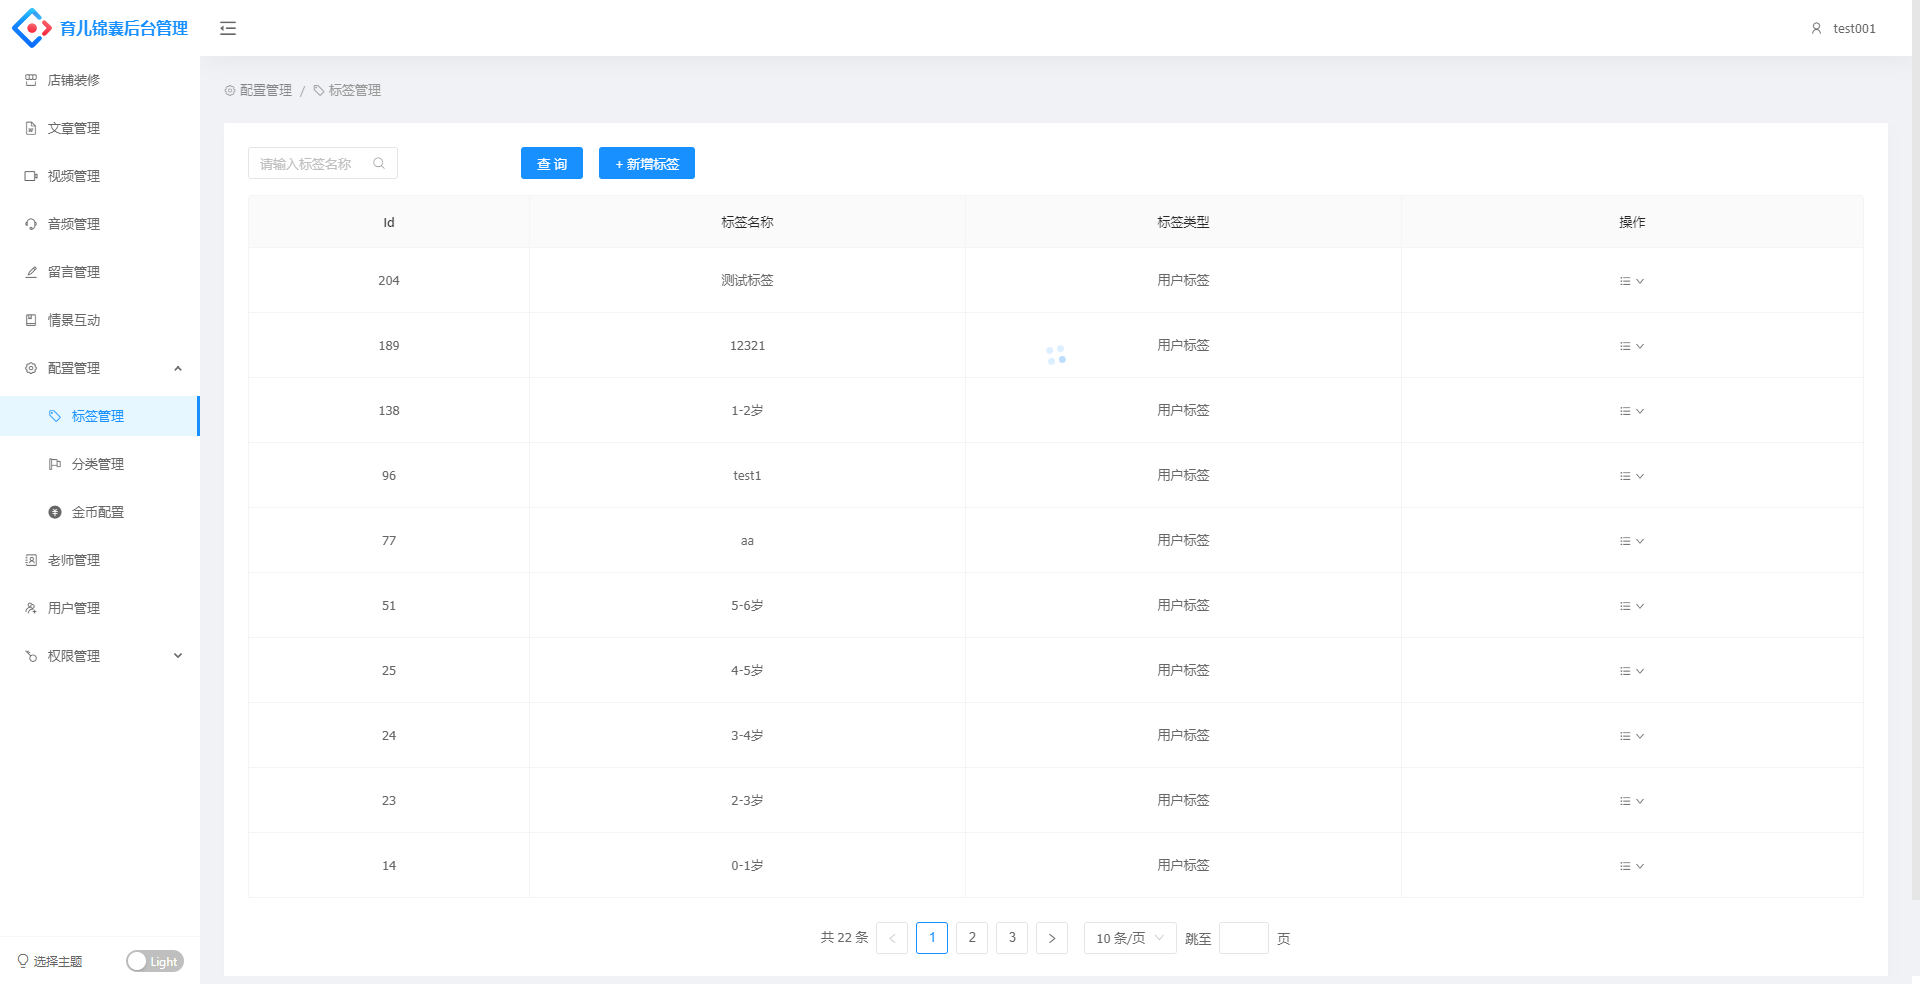 育儿锦囊后台管理
test001
店铺装修
文章管理
视频管理
音频管理
留言管理
情景互动
配置管理
标签管理
分类管理
金币配置
老师管理
用户管理
权限管理
选择主题 Light
配置管理 / 标签管理
请输入标签名称 查 询 + 新增标签
Id 标签名称 标签类型 操作
204 测试标签 用户标签
189 12321 用户标签
138 1-2岁 用户标签
96 test1 用户标签
77 aa 用户标签
51 5-6岁 用户标签
25 4-5岁 用户标签
24 3-4岁 用户标签
23 2-3岁 用户标签
14 0-1岁 用户标签
共 22 条 < 1 2 3 > 10 条/页 跳至 页